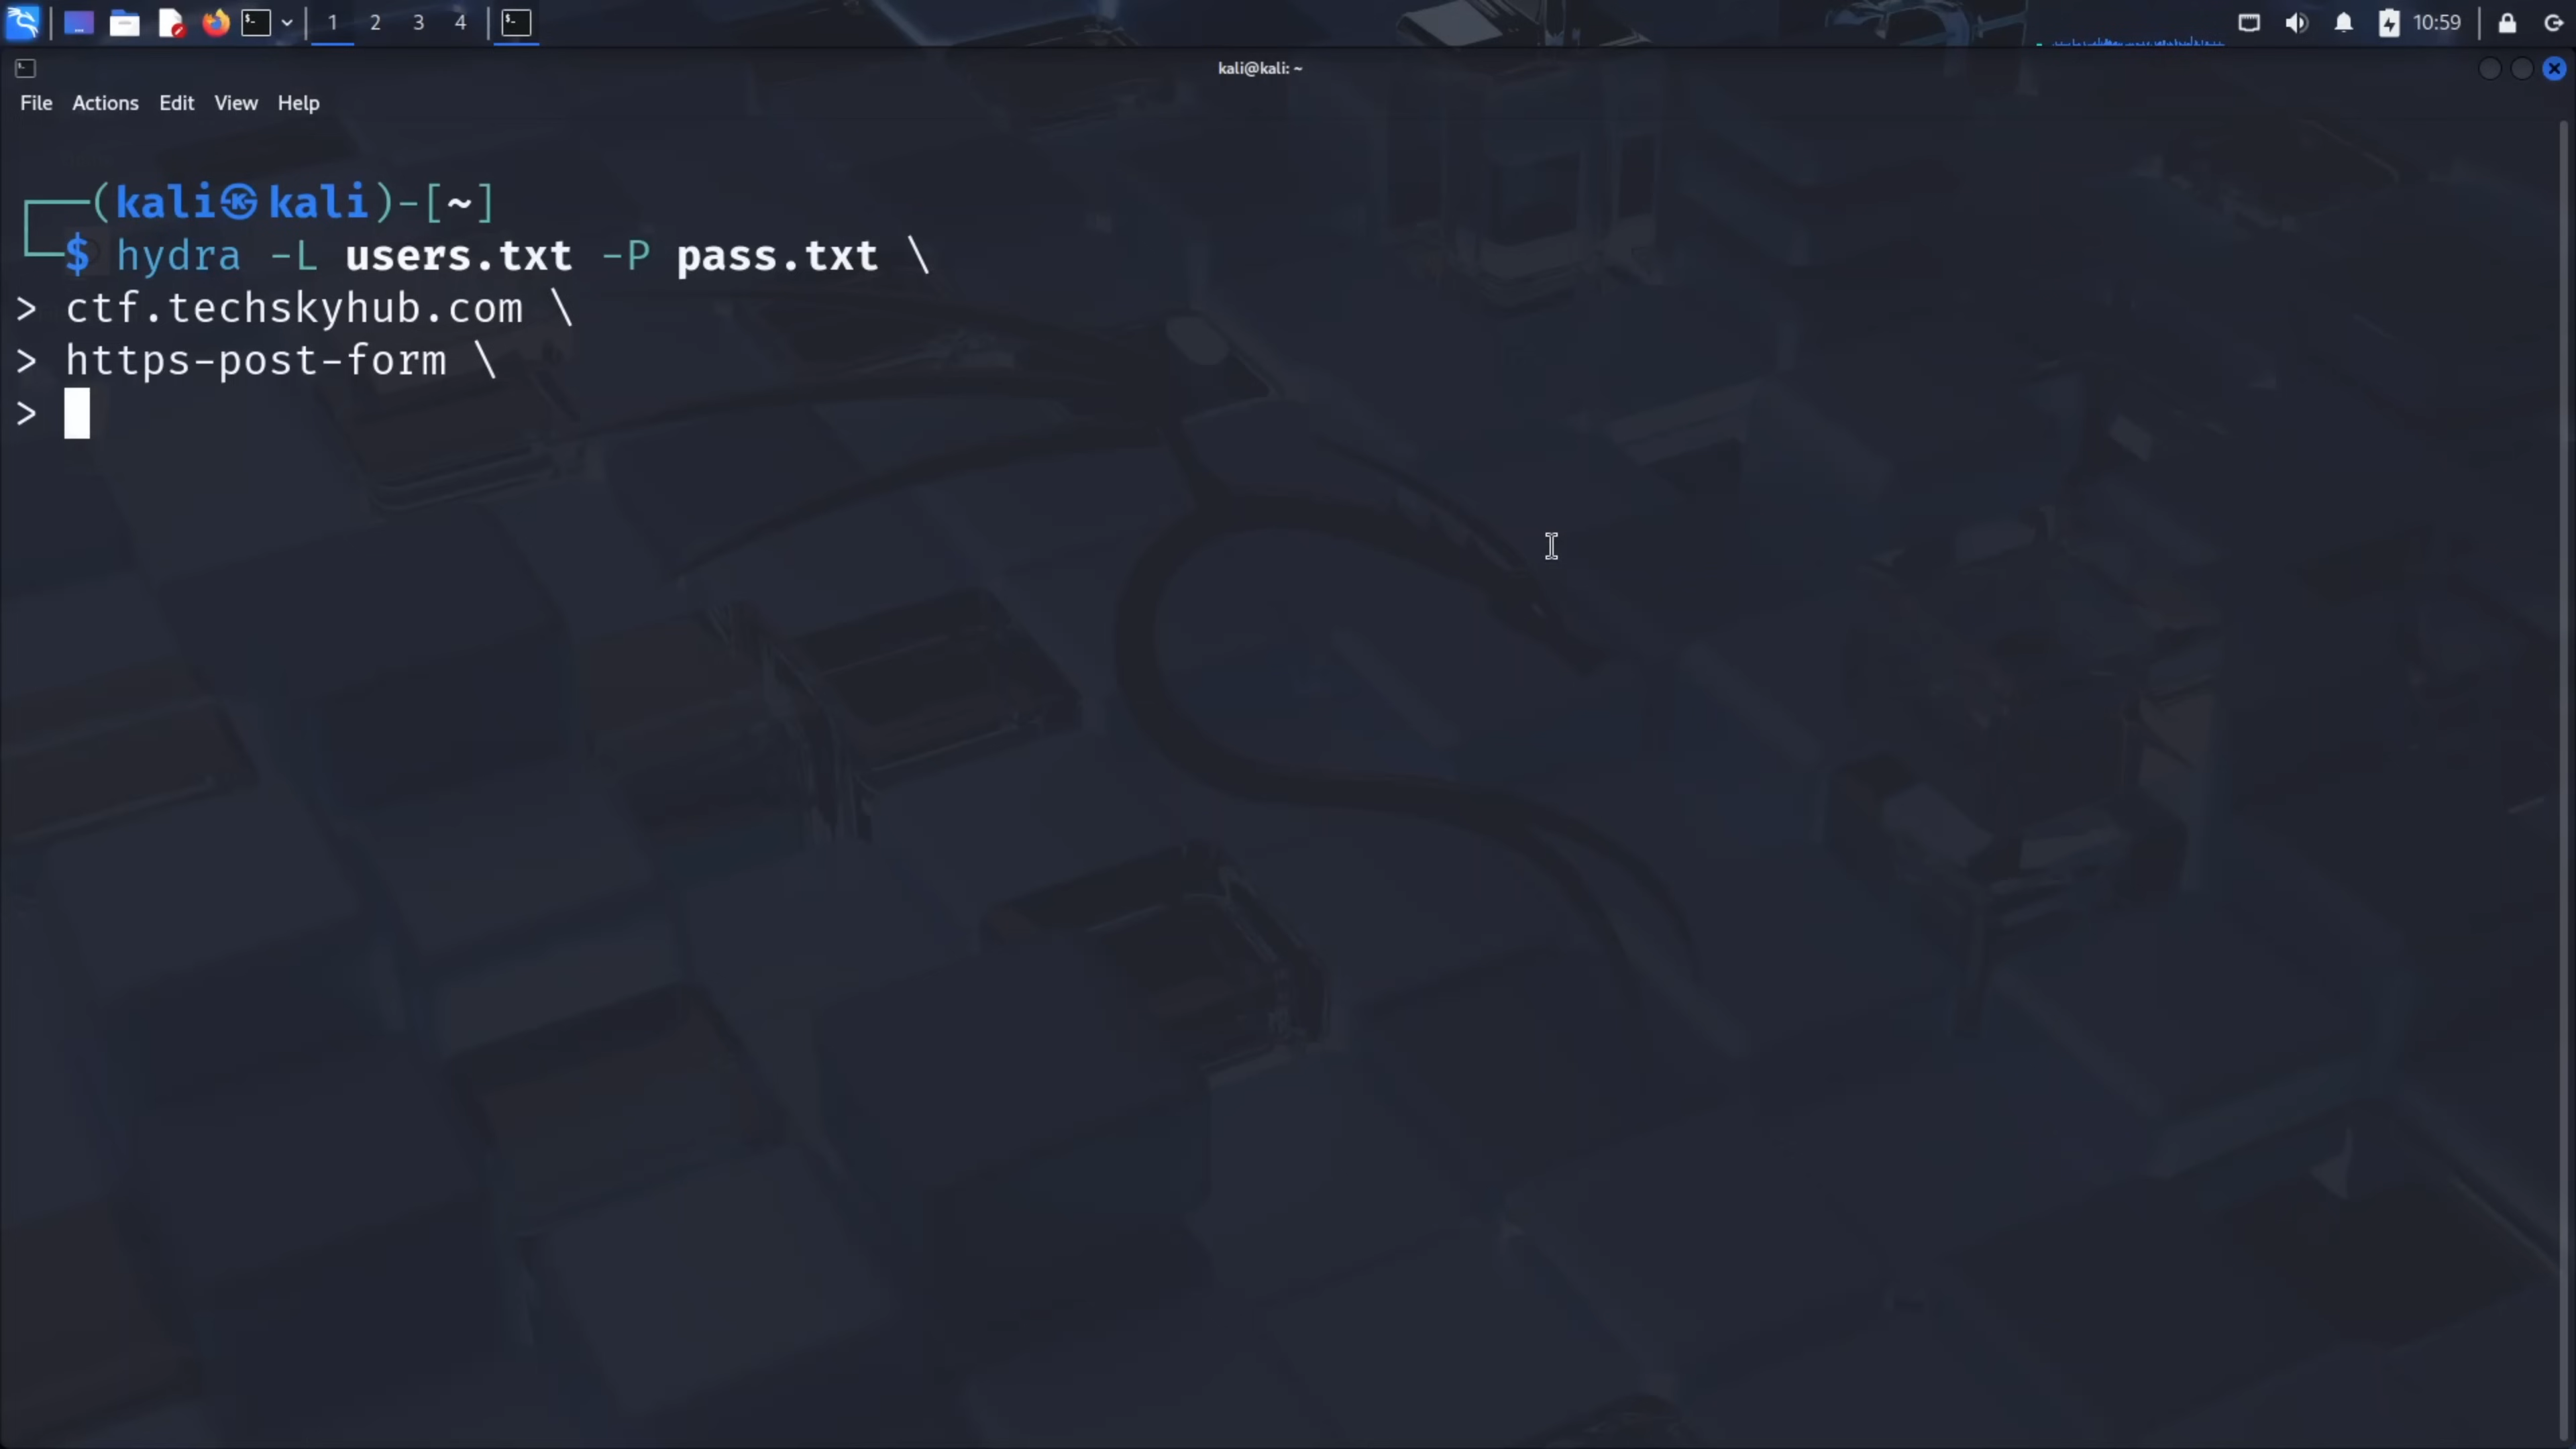 1 2 3 4 10:59
kali@kali: ~
File Actions Edit View Help
┌──(kali㉿kali)-[~]
└─$ hydra -L users.txt -P pass.txt \
> ctf.techskyhub.com \
> https-post-form \
>